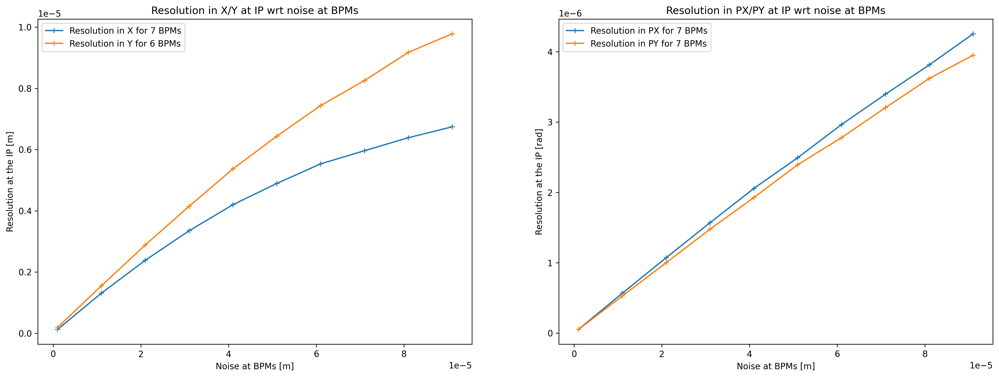 Resolution in X/Y at IP wrt noise at BPMs
1e−5
Resolution in X for 7 BPMs
Resolution in Y for 6 BPMs
1.0
0.8
0.6
0.4
0.2
0.0
Resolution at the IP [m]
0 2 4 6 8
Noise at BPMs [m]
1e−5
Resolution in PX/PY at IP wrt noise at BPMs
1e−6
Resolution in PX for 7 BPMs
Resolution in PY for 7 BPMs
4
3
2
1
0
Resolution at the IP [rad]
0 2 4 6 8
Noise at BPMs [m]
1e−5